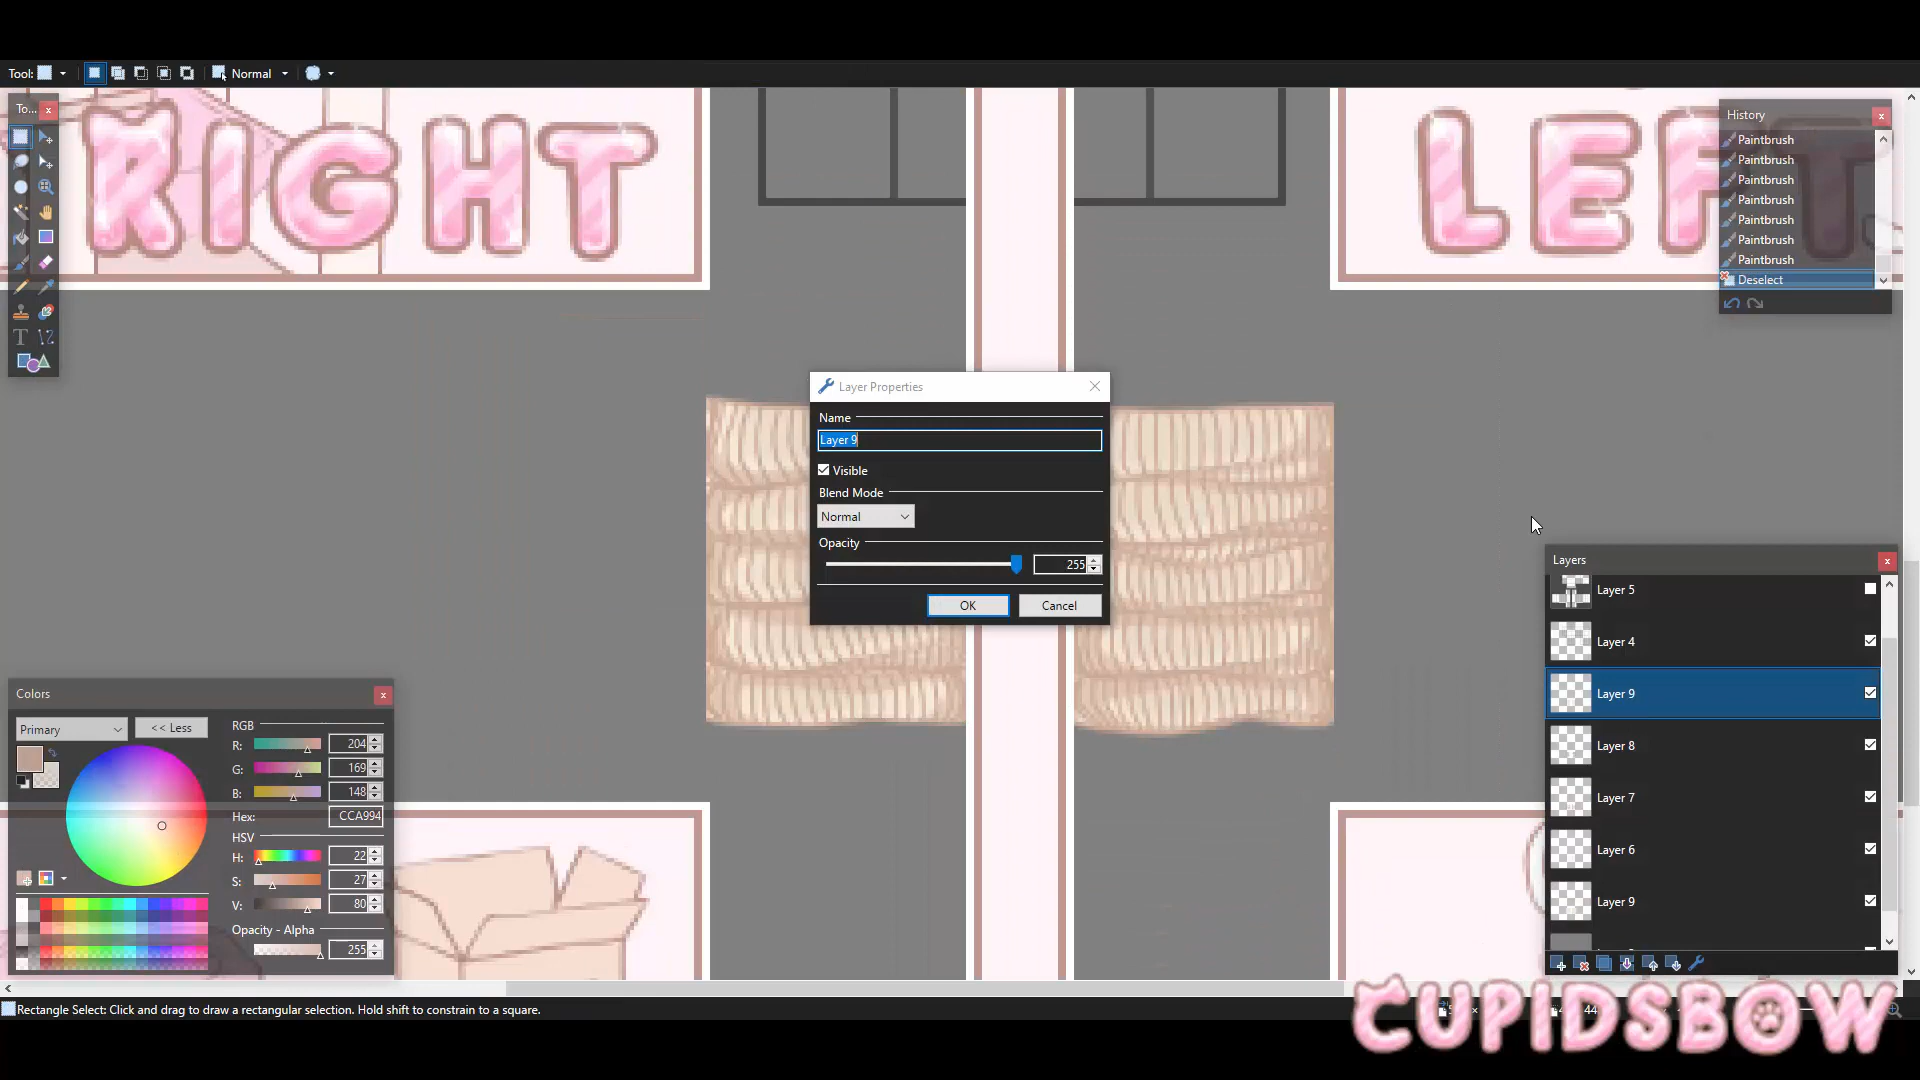 Tool:
Normal
To...
RIGHT
LEFT
History
Paintbrush
Paintbrush
Paintbrush
Paintbrush
Paintbrush
Paintbrush
Paintbrush
Deselect
Layer Properties
Name
Layer 9
Visible
Blend Mode
Normal
Opacity
255
OK
Cancel
Layers
Layer 5
Layer 4
Layer 9
Layer 8
Layer 7
Layer 6
Layer 9
Colors
Primary
<< Less
RGB
R: 204
G: 169
B: 148
Hex: CCA994
HSV
H: 22
S: 27
V: 80
Opacity - Alpha
255
Rectangle Select: Click and drag to draw a rectangular selection. Hold shift to constrain to a square.
CUPIDSBOW